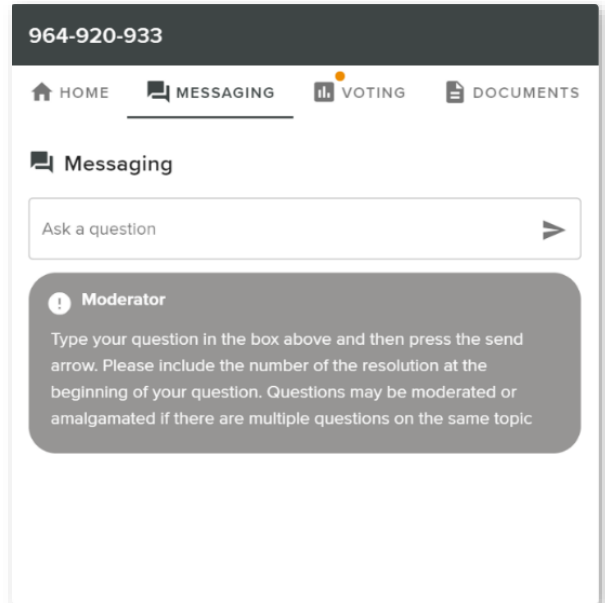 964-920-933
HOME MESSAGING VOTING DOCUMENTS
Messaging
Ask a question
Moderator
Type your question in the box above and then press the send
arrow. Please include the number of the resolution at the
beginning of your question. Questions may be moderated or
amalgamated if there are multiple questions on the same topic